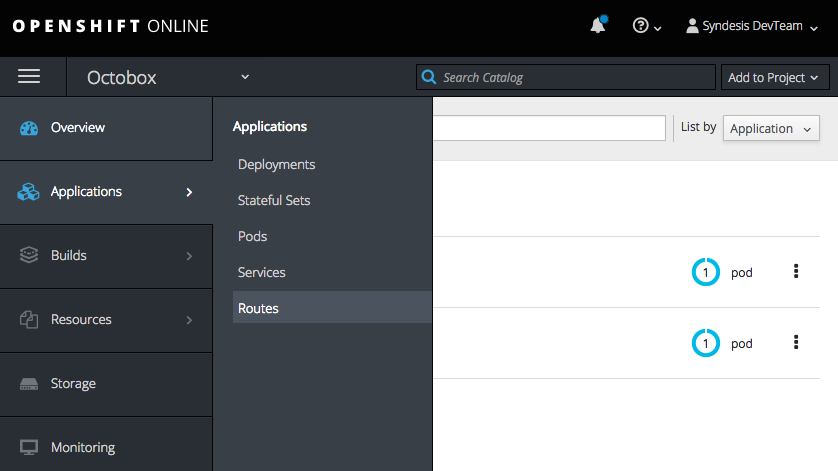 OPENSHIFT ONLINE
Syndesis DevTeam
Octobox
Search Catalog
Add to Project
Overview
Applications
Builds
Resources
Storage
Monitoring
Applications
Deployments
Stateful Sets
Pods
Services
Routes
List by
Application
1 pod
1 pod